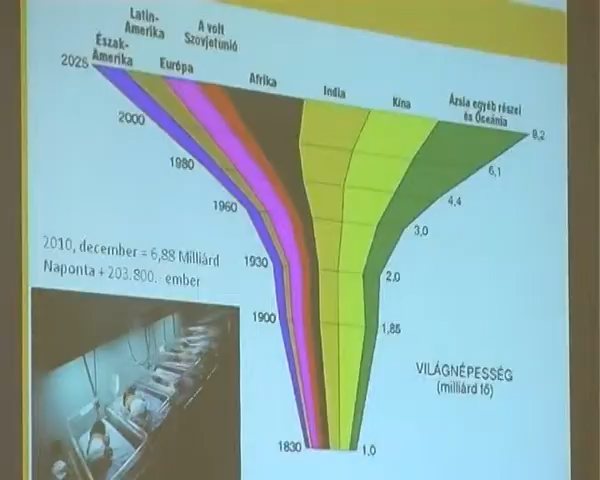 Latin-
Amerika
A volt
Szovjetunió
Észak-
Amerika
Európa
Afrika
India
Kína
Ázsia egyéb részei
és Óceánia
2025
8,2
2000
6,1
1980
4,4
1960
3,0
1930
2,0
1900
1,85
1830
1,0
2010, december = 6,88 Milliárd
Naponta + 203.800. ember
VILÁGNÉPESSÉG
(milliárd fő)